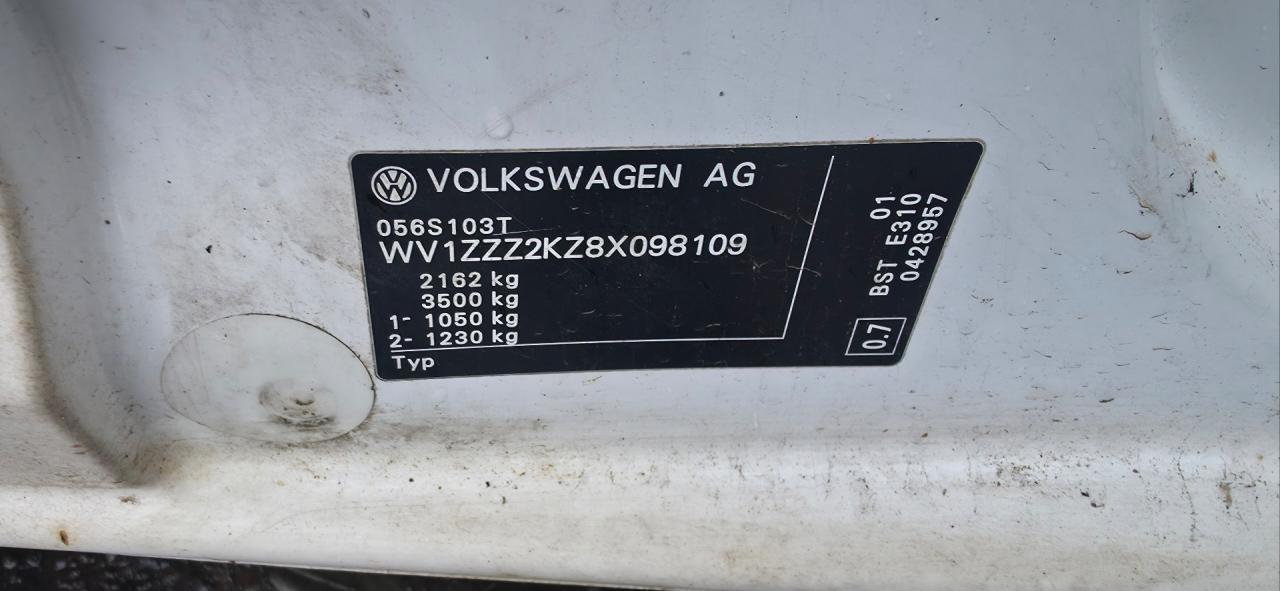 VOLKSWAGEN AG
056S103T
WV1ZZZ2KZ8X098109
2162 kg
3500 kg
1- 1050 kg
2- 1230 kg
Typ
01
BST E310
0428957
0.7